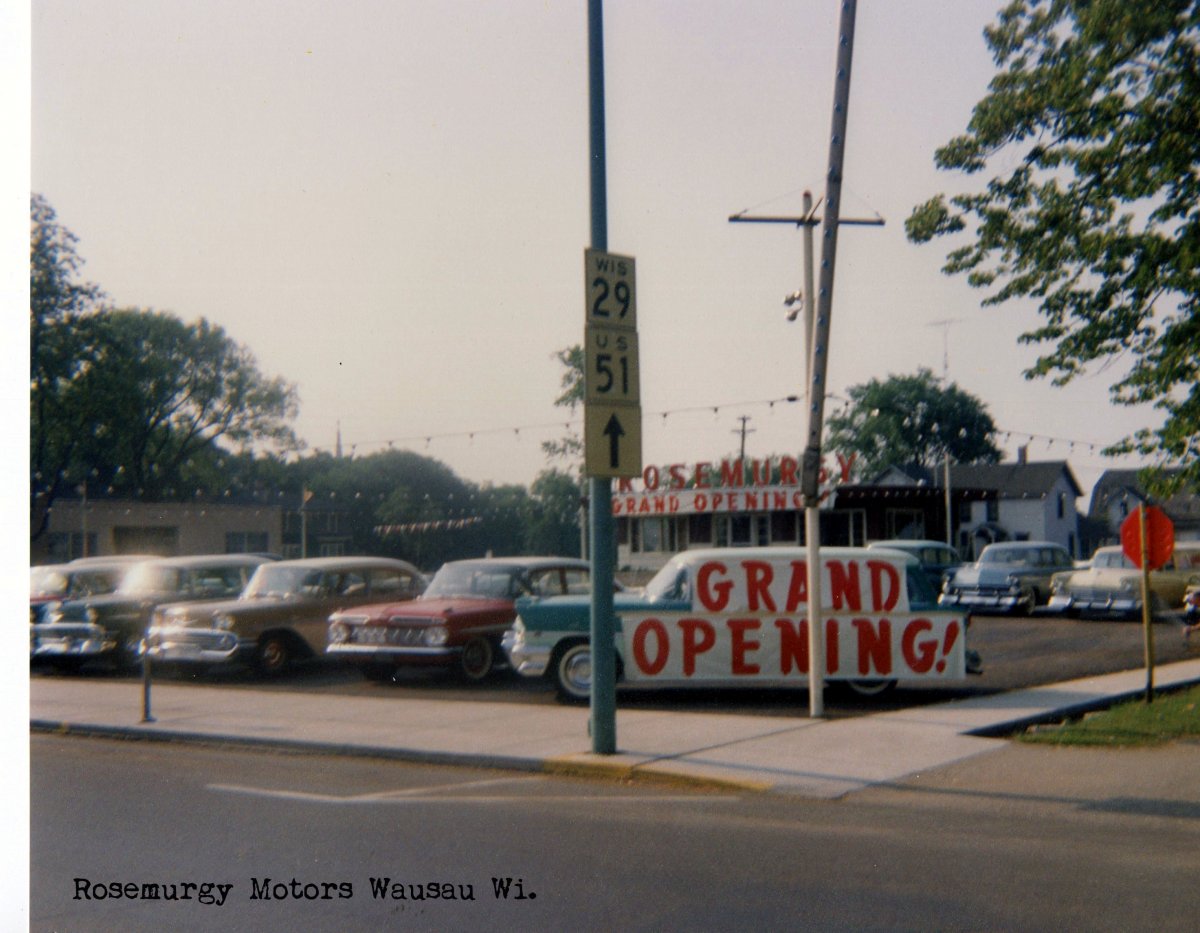 WIS
29
US
51
ROSEMURGY
GRAND OPENING
GRAND
OPENING!
Rosemurgy Motors Wausau Wi.